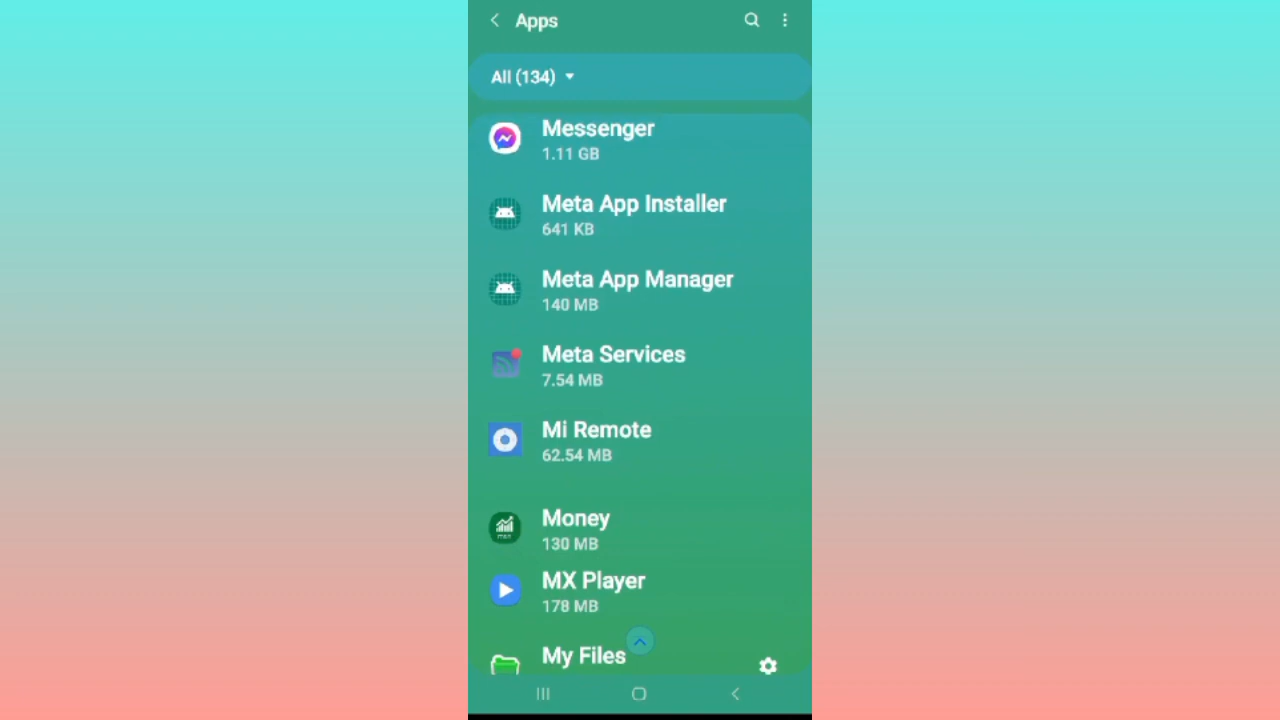 Apps
All (134)
Messenger
1.11 GB
Meta App Installer
641 KB
Meta App Manager
140 MB
Meta Services
7.54 MB
Mi Remote
62.54 MB
Money
130 MB
MX Player
178 MB
My Files